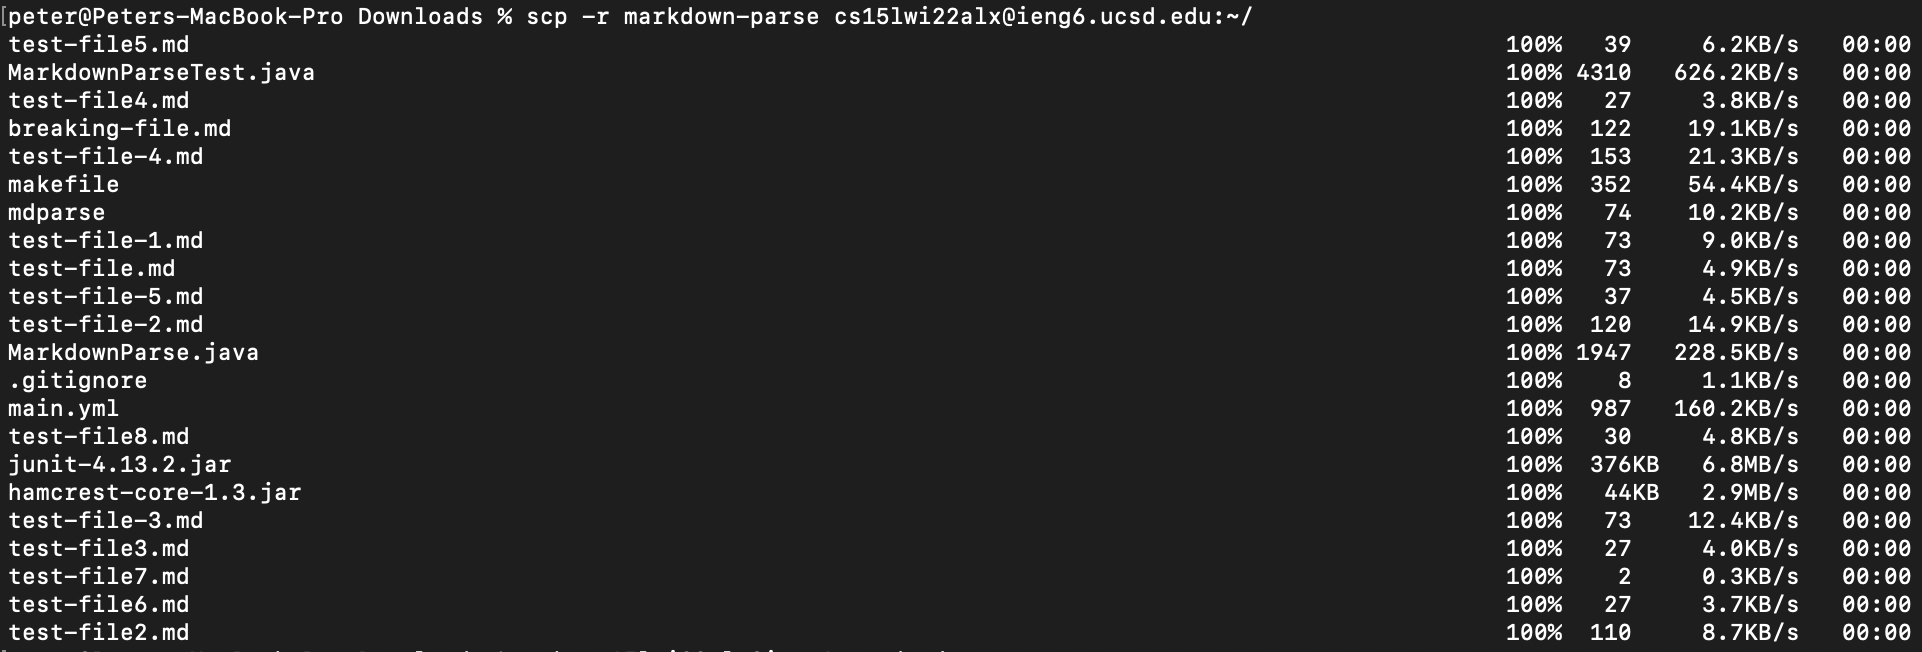 peter@Peters-MacBook-Pro Downloads % scp -r markdown-parse cs15lwi22alx@ieng6.ucsd.edu:~/
test-file5.md 100% 39 6.2KB/s 00:00
MarkdownParseTest.java 100% 4310 626.2KB/s 00:00
test-file4.md 100% 27 3.8KB/s 00:00
breaking-file.md 100% 122 19.1KB/s 00:00
test-file-4.md 100% 153 21.3KB/s 00:00
makefile 100% 352 54.4KB/s 00:00
mdparse 100% 74 10.2KB/s 00:00
test-file-1.md 100% 73 9.0KB/s 00:00
test-file.md 100% 73 4.9KB/s 00:00
test-file-5.md 100% 37 4.5KB/s 00:00
test-file-2.md 100% 120 14.9KB/s 00:00
MarkdownParse.java 100% 1947 228.5KB/s 00:00
.gitignore 100% 8 1.1KB/s 00:00
main.yml 100% 987 160.2KB/s 00:00
test-file8.md 100% 30 4.8KB/s 00:00
junit-4.13.2.jar 100% 376KB 6.8MB/s 00:00
hamcrest-core-1.3.jar 100% 44KB 2.9MB/s 00:00
test-file-3.md 100% 73 12.4KB/s 00:00
test-file3.md 100% 27 4.0KB/s 00:00
test-file7.md 100% 2 0.3KB/s 00:00
test-file6.md 100% 27 3.7KB/s 00:00
test-file2.md 100% 110 8.7KB/s 00:00